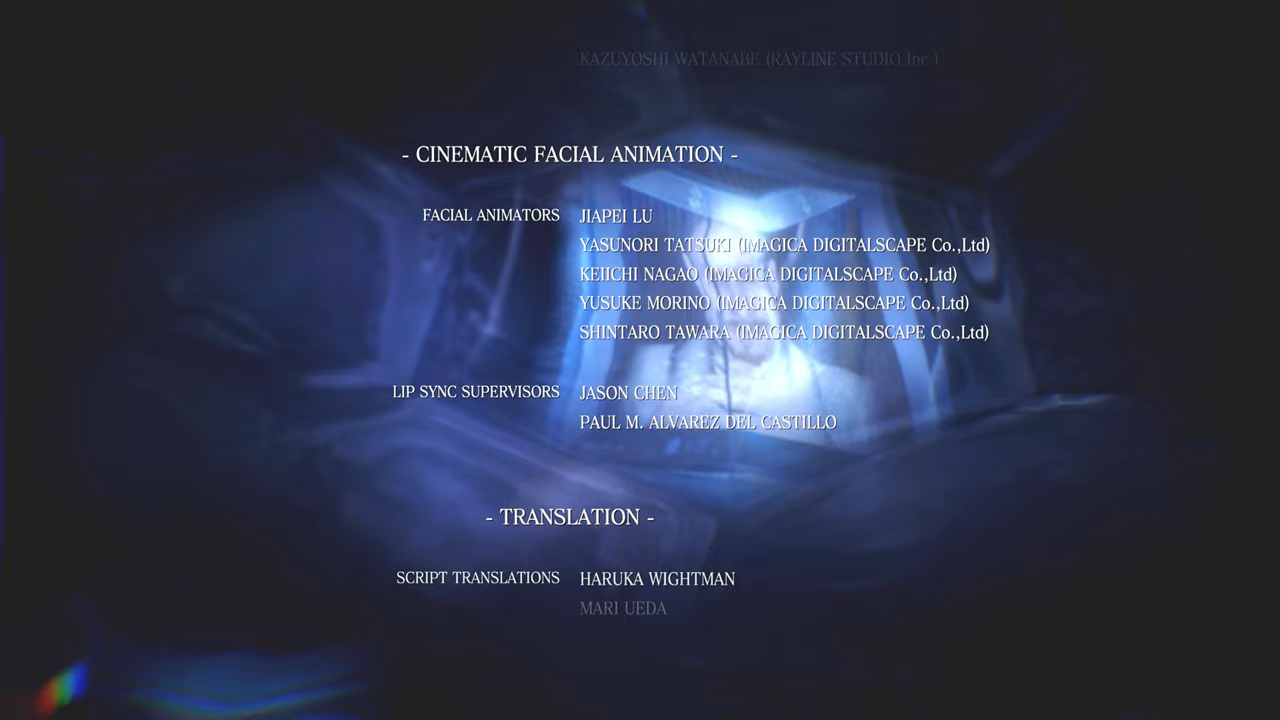 KAZUYOSHI WATANABE (RAYLINE STUDIO Inc.)
- CINEMATIC FACIAL ANIMATION -
FACIAL ANIMATORS JIAPEI LU
YASUNORI TATSUKI (IMAGICA DIGITALSCAPE Co.,Ltd)
KEIICHI NAGAO (IMAGICA DIGITALSCAPE Co.,Ltd)
YUSUKE MORINO (IMAGICA DIGITALSCAPE Co.,Ltd)
SHINTARO TAWARA (IMAGICA DIGITALSCAPE Co.,Ltd)
LIP SYNC SUPERVISORS JASON CHEN
PAUL M. ALVAREZ DEL CASTILLO
- TRANSLATION -
SCRIPT TRANSLATIONS HARUKA WIGHTMAN
MARI UEDA